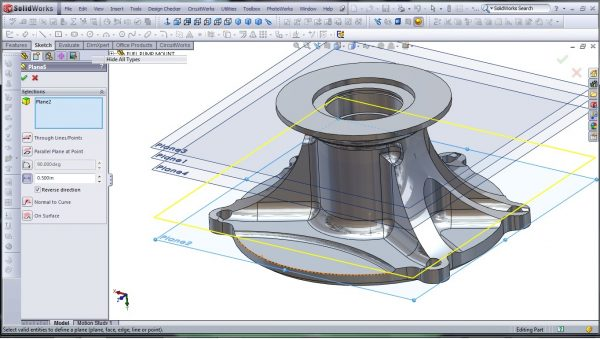 SolidWorks
File Edit View Insert Tools Design Checker CircuitWorks Toolbox PhotoWorks Window Help
SolidWorks Search
Features Sketch Evaluate DimXpert Office Products CircuitWorks
FUEL PUMP MOUNT
Hide All Types
Plane5
Selections
Plane2
Through Lines/Points
Parallel Plane at Point
90.000deg
0.500in
Reverse direction
Normal to Curve
On Surface
Plane3
Plane1
Plane4
Plane2
Model Motion Study 1
Select valid entities to define a plane (plane, face, edge, line or point).
Editing Part